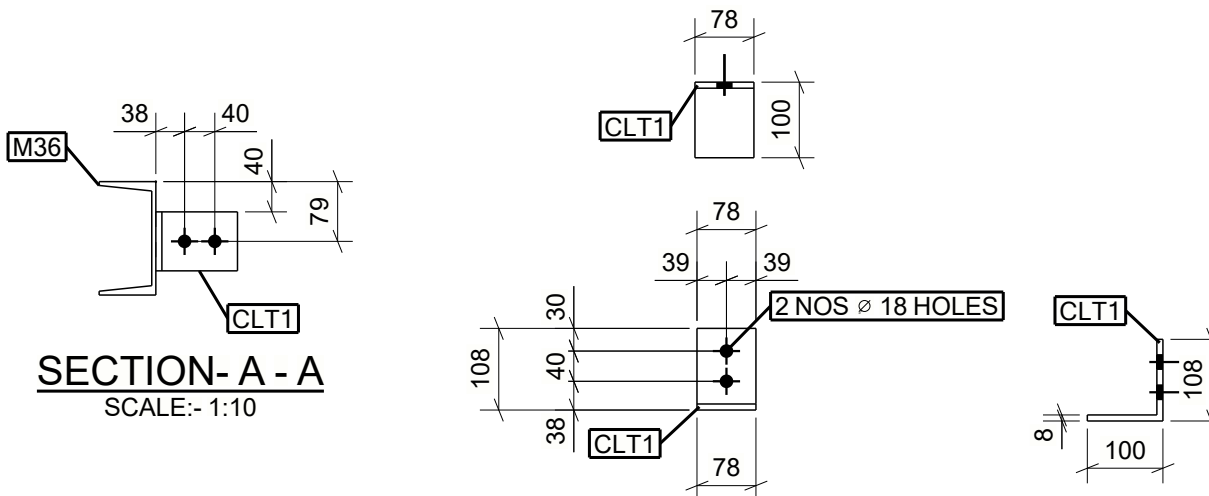 38
40
M36
40
79
CLT1
SECTION- A - A
SCALE:- 1:10
78
CLT1
100
78
39
39
30
2 NOS ⌀ 18 HOLES
108
40
38
CLT1
78
CLT1
108
8
100